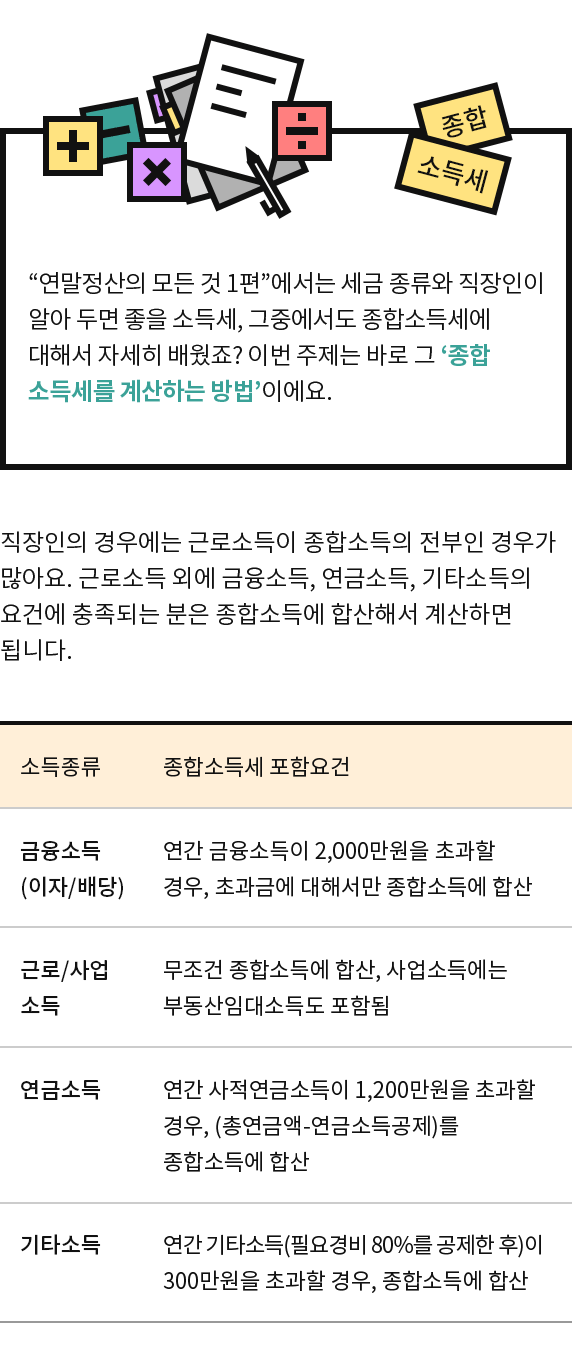 종합
소득세
“연말정산의 모든 것 1편”에서는 세금 종류와 직장인이
알아 두면 좋을 소득세, 그중에서도 종합소득세에
대해서 자세히 배웠죠? 이번 주제는 바로 그 ‘종합
소득세를 계산하는 방법’이에요.
직장인의 경우에는 근로소득이 종합소득의 전부인 경우가
많아요. 근로소득 외에 금융소득, 연금소득, 기타소득의
요건에 충족되는 분은 종합소득에 합산해서 계산하면
됩니다.
소득종류 종합소득세 포함요건
금융소득 연간 금융소득이 2,000만원을 초과할
(이자/배당) 경우, 초과금에 대해서만 종합소득에 합산
근로/사업 무조건 종합소득에 합산, 사업소득에는
소득 부동산임대소득도 포함됨
연금소득 연간 사적연금소득이 1,200만원을 초과할
경우, (총연금액-연금소득공제)를
종합소득에 합산
기타소득 연간 기타소득(필요경비 80%를 공제한 후)이
300만원을 초과할 경우, 종합소득에 합산